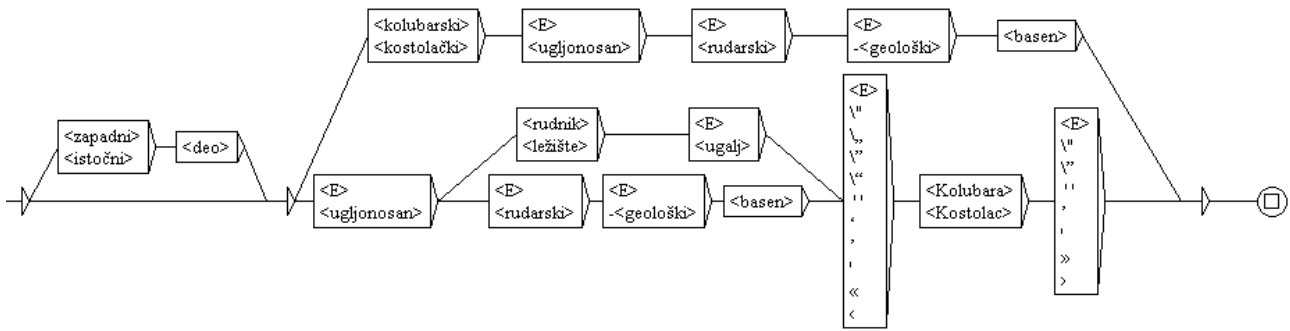 <kolubarski>
<kostolački>
<E>
<ugljonosan>
<E>
<rudarski>
<E>
-<geološki>
<basen>
<zapadni>
<istočni>
<deo>
<rudnik>
<ležište>
<E>
<ugalj>
<E>
<ugljonosan>
<E>
<rudarski>
<E>
-<geološki>
<basen>
<E>
\"
\„
\”
\“
''
‘
’
'
«
‹
<Kolubara>
<Kostolac>
<E>
\"
\”
''
’
'
»
›